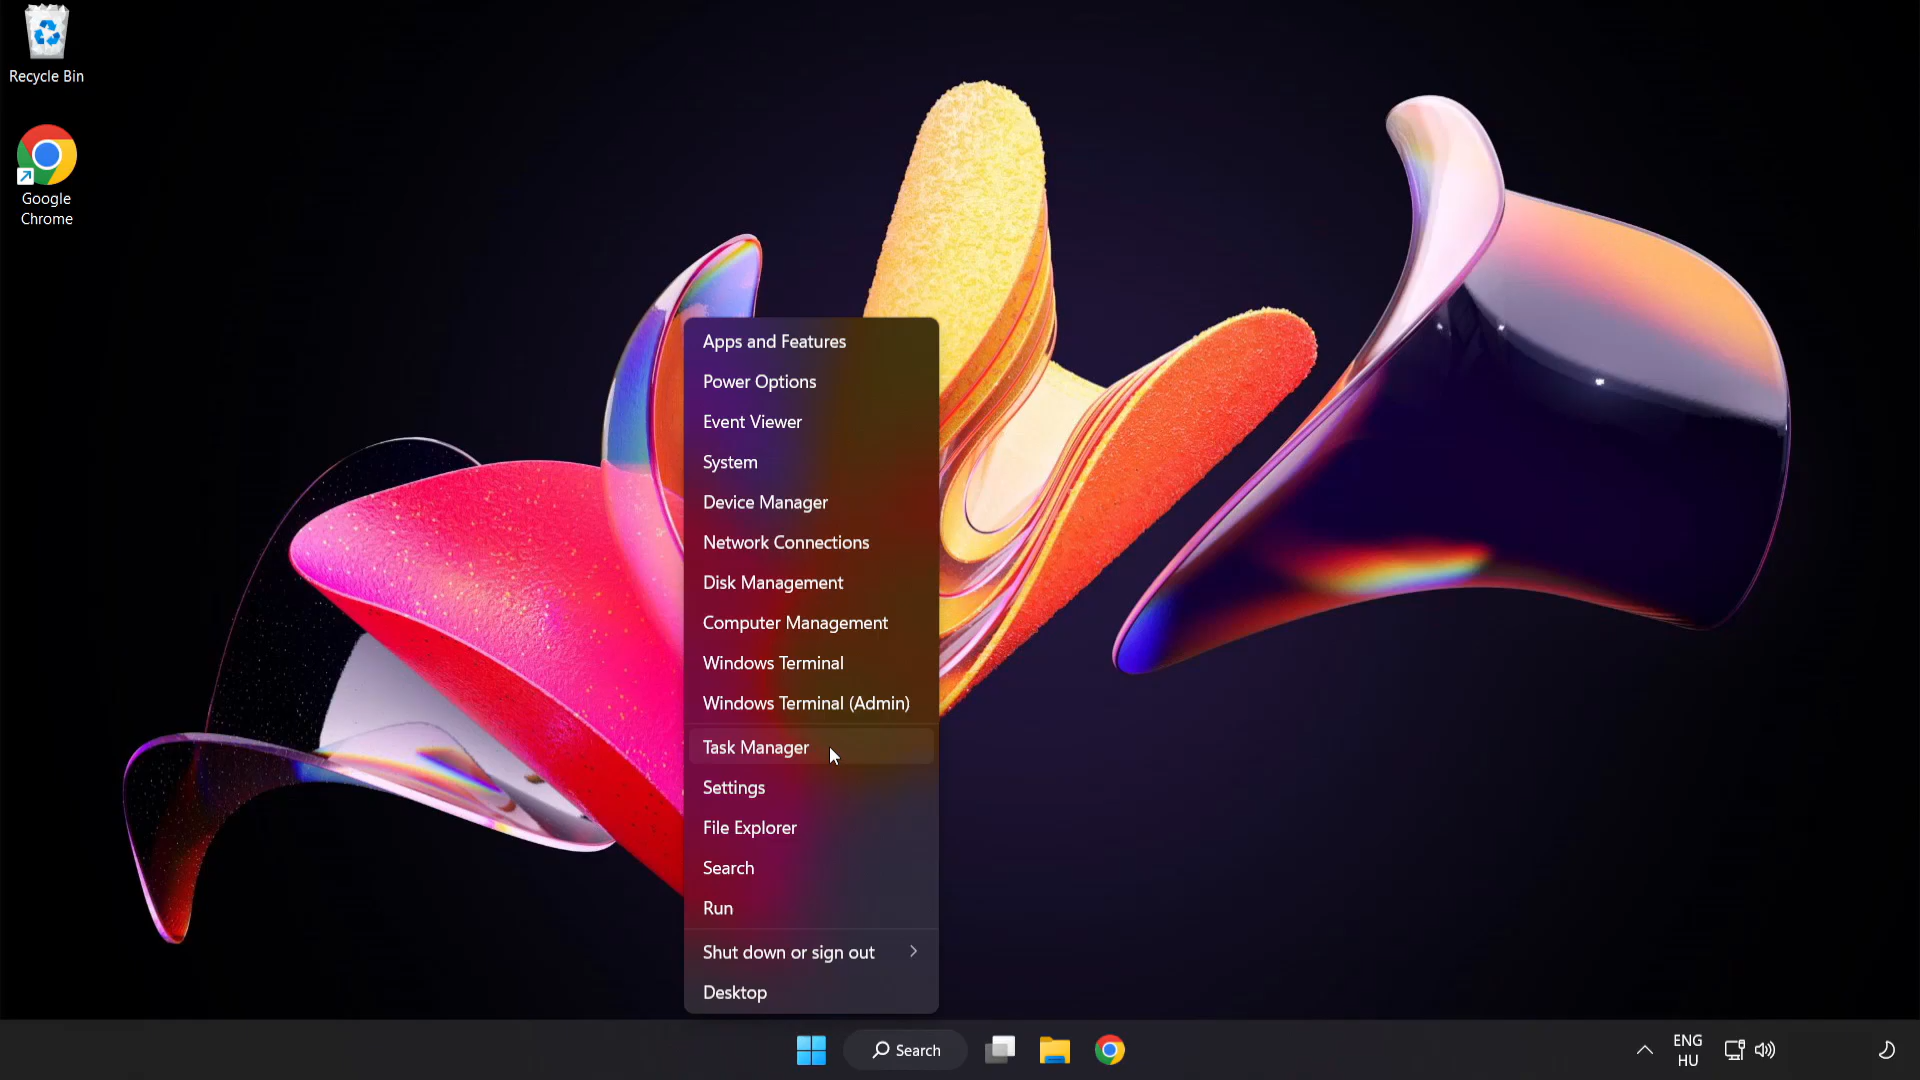 Recycle Bin
Google
Chrome
Apps and Features
Power Options
Event Viewer
System
Device Manager
Network Connections
Disk Management
Computer Management
Windows Terminal
Windows Terminal (Admin)
Task Manager
Settings
File Explorer
Search
Run
Shut down or sign out
Desktop
Search
ENG
HU